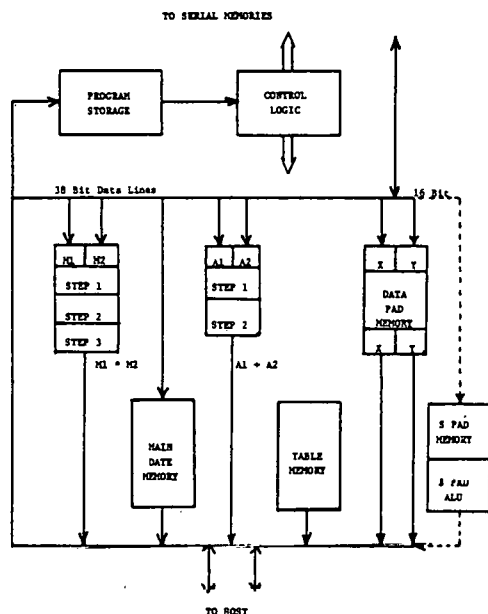 TO SERIAL MEMORIES
PROGRAM
STORAGE
CONTROL
LOGIC
38 Bit Data Lines
16 Bit
M1 M2
STEP 1
STEP 2
STEP 3
M1 * M2
A1 A2
STEP 1
STEP 2
A1 + A2
X Y
DATA
PAD
MEMORY
X Y
MAIN
DATE
MEMORY
TABLE
MEMORY
S PAD
MEMORY
S PAD
ALU
TO HOST